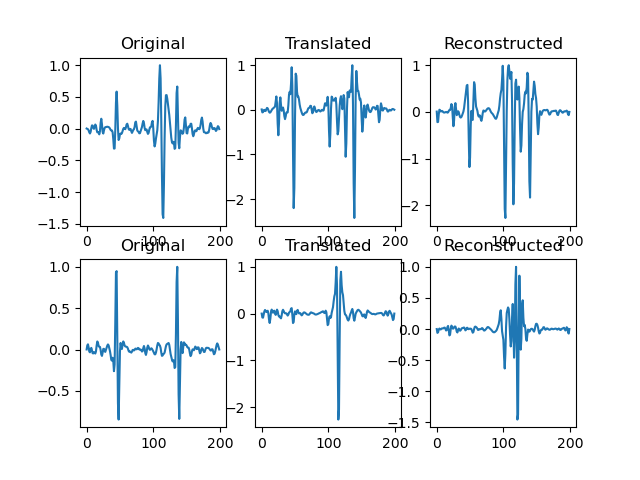 Original Translated Reconstructed
1.0 1 1
0.5
0.0 0 0
−0.5 −1 −1
−1.0 −2 −2
−1.5
0 100 200 0 100 200 0 100 200
Original Translated Reconstructed
1.0 1 1.0
0.5 0 0.5
0.0 −1 0.0
−0.5 −2 −0.5
−1.0
−1.5
0 100 200 0 100 200 0 100 200